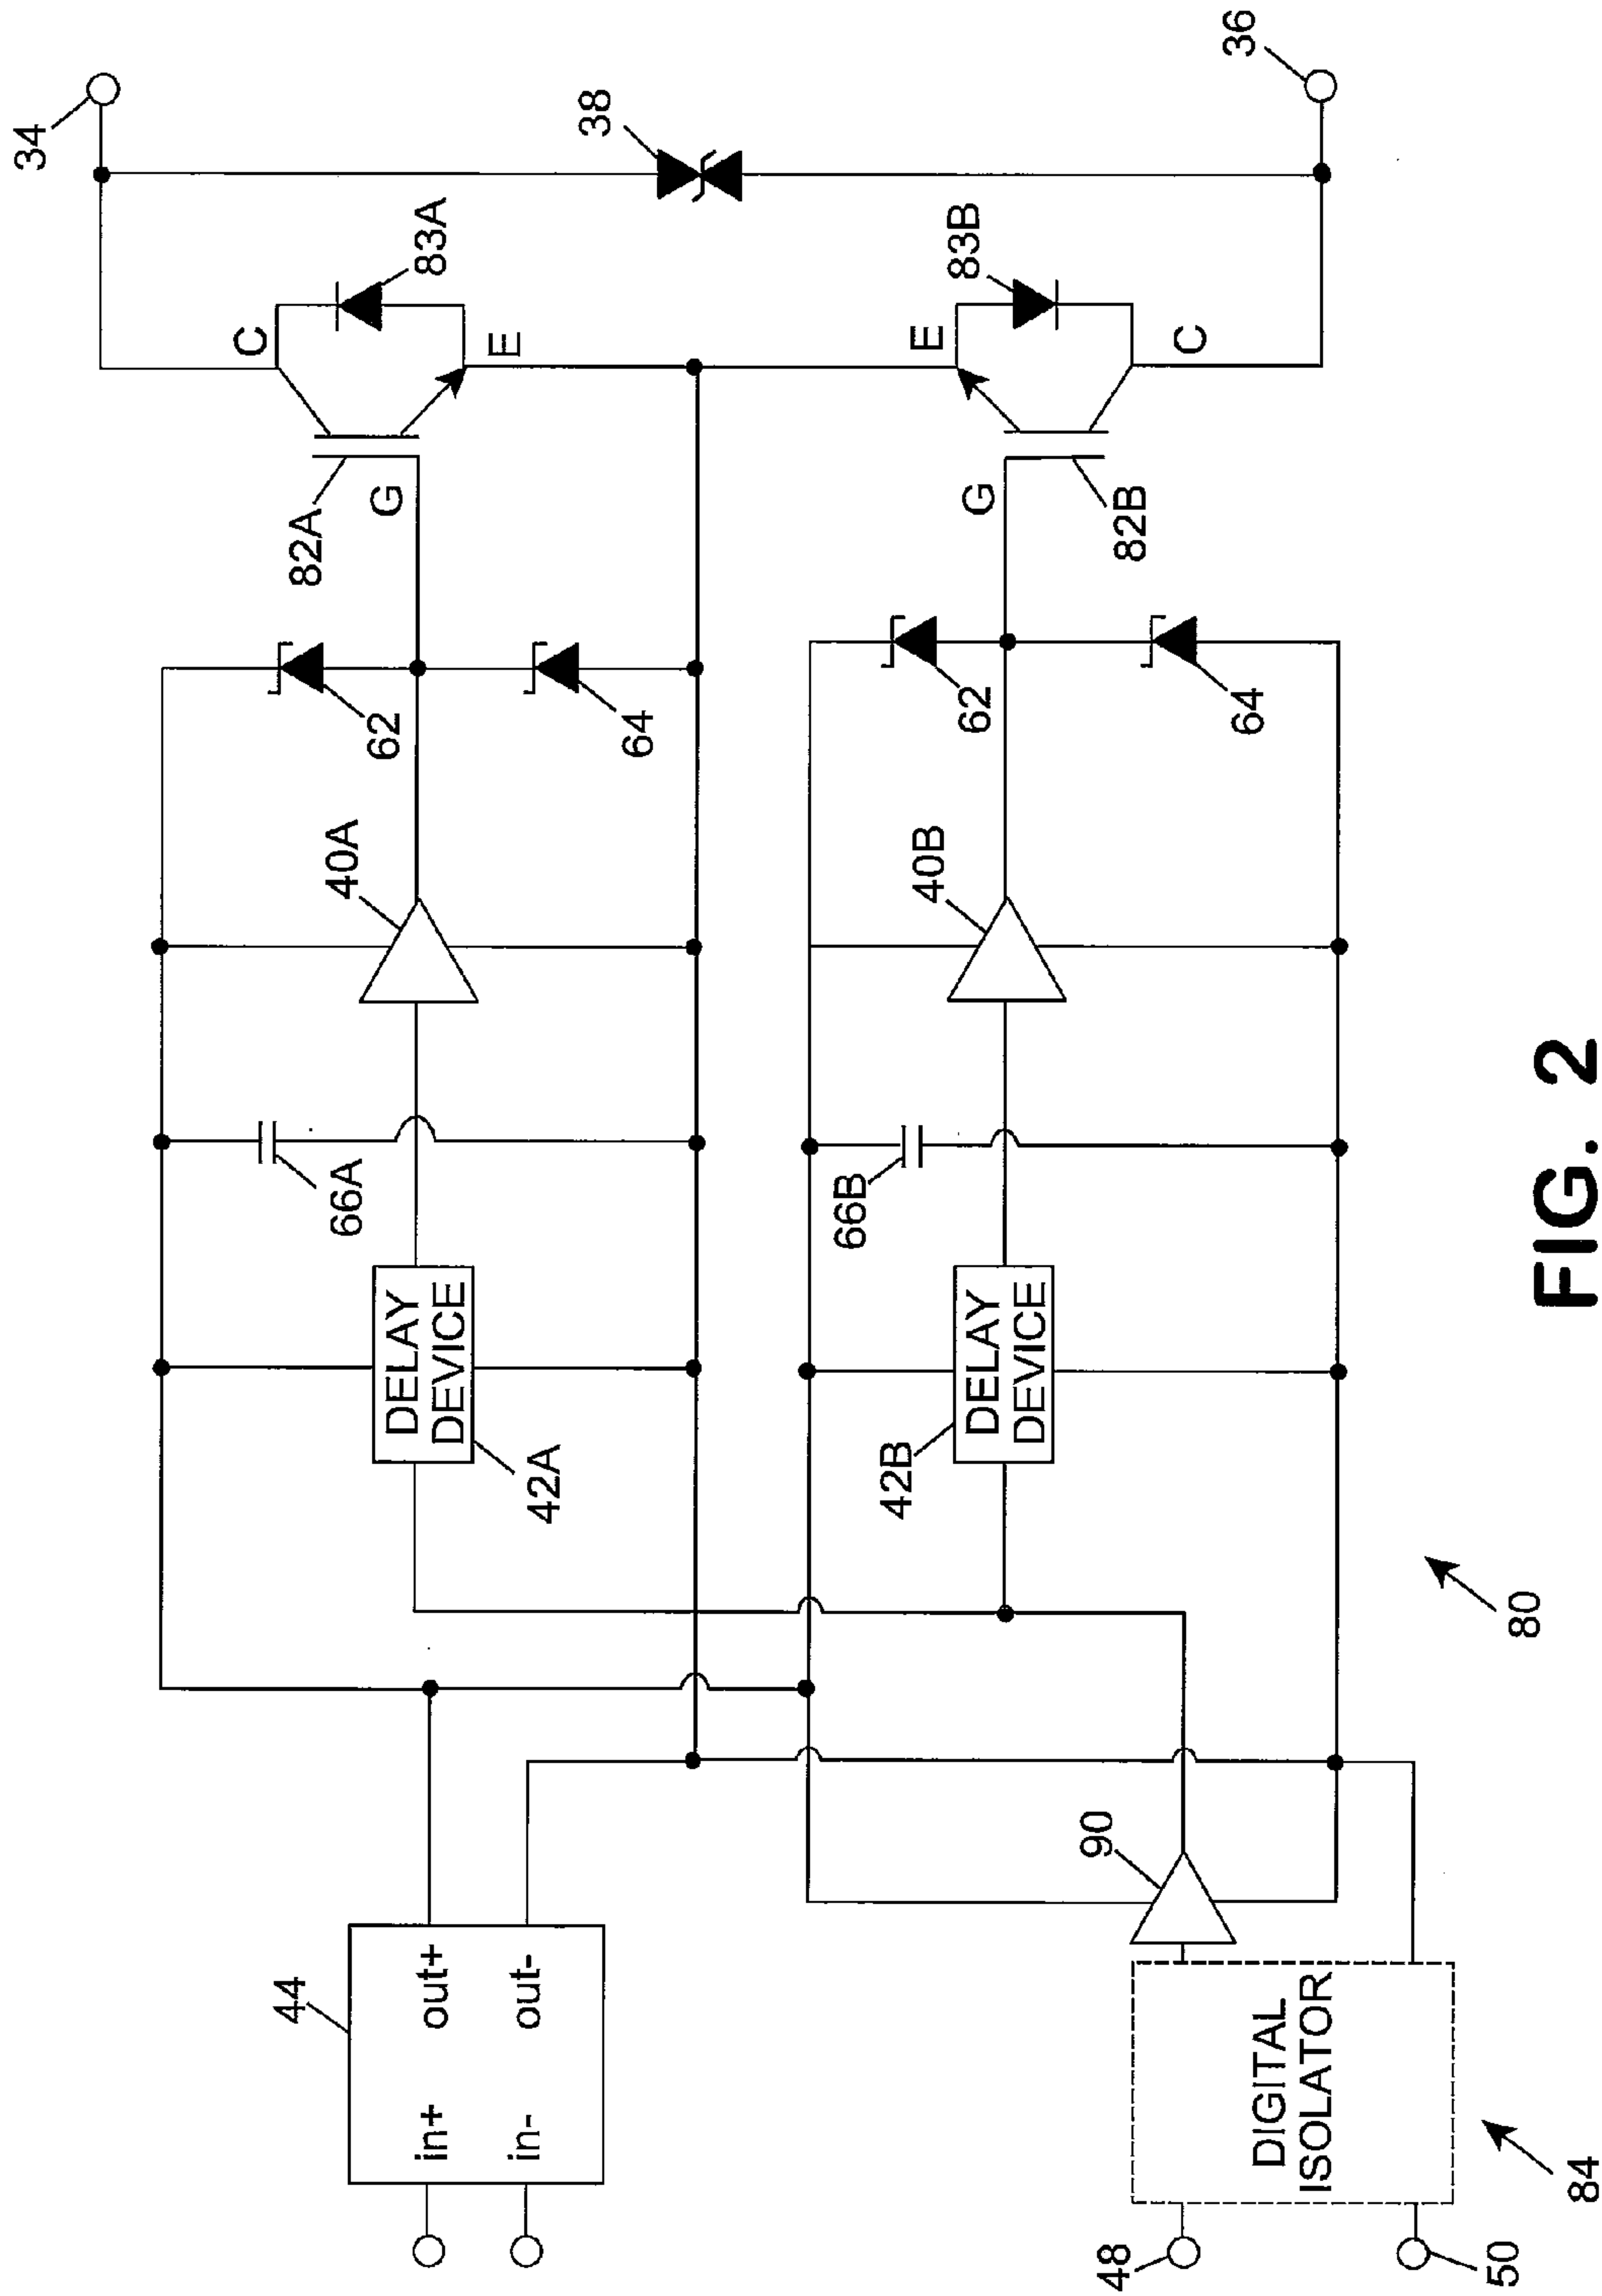 34
36
38
83A
83B
C
E
E
C
82A
G
G
82B
62
64
62
64
40A
40B
66A
66B
DELAY
DEVICE
42A
DELAY
DEVICE
42B
80
90
44
in+ out+
in- out-
DIGITAL
ISOLATOR
84
48
50
FIG. 2